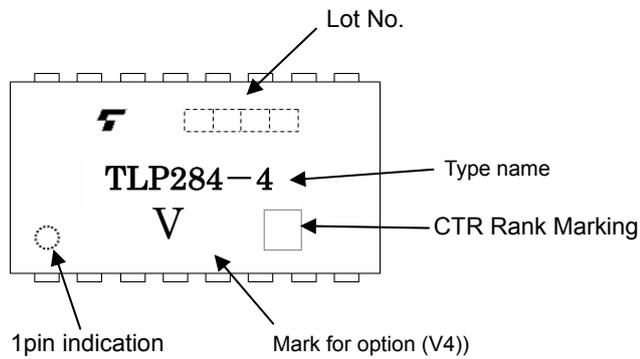 Lot No.
TLP284－4
Type name
V
CTR Rank Marking
1pin indication
Mark for option (V4))